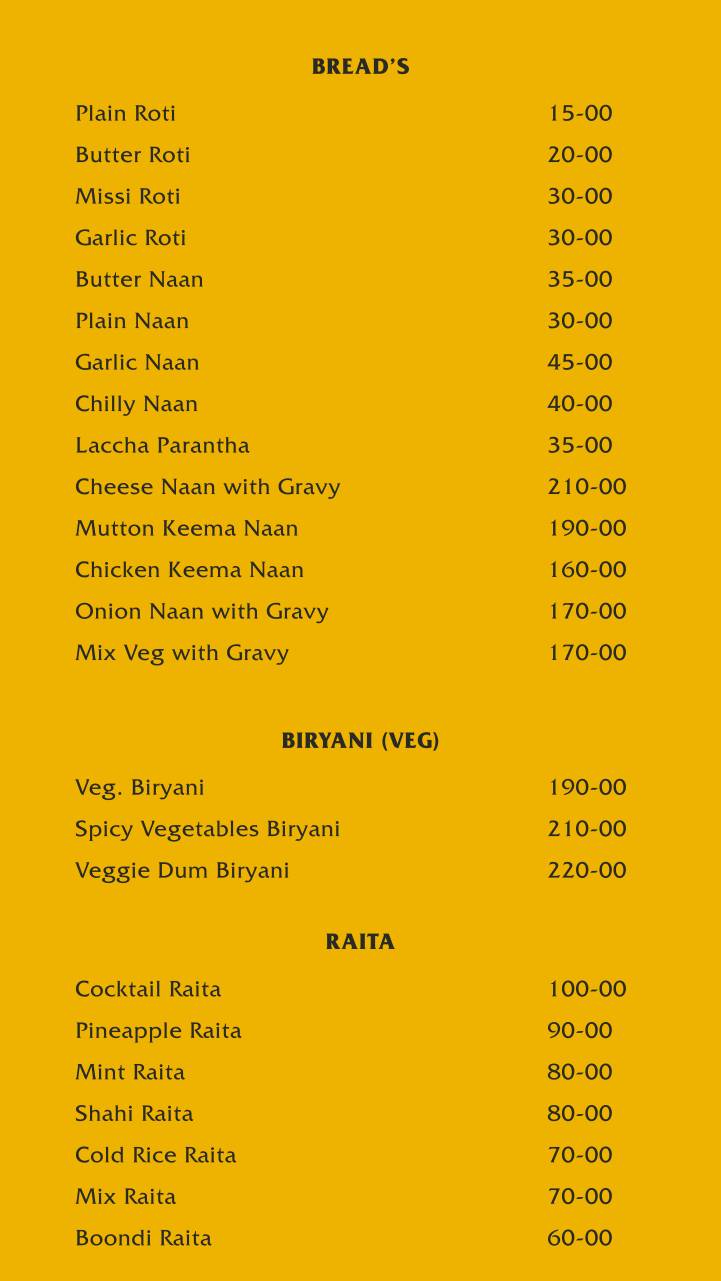 BREAD'S
Plain Roti 15-00
Butter Roti 20-00
Missi Roti 30-00
Garlic Roti 30-00
Butter Naan 35-00
Plain Naan 30-00
Garlic Naan 45-00
Chilly Naan 40-00
Laccha Parantha 35-00
Cheese Naan with Gravy 210-00
Mutton Keema Naan 190-00
Chicken Keema Naan 160-00
Onion Naan with Gravy 170-00
Mix Veg with Gravy 170-00
BIRYANI (VEG)
Veg. Biryani 190-00
Spicy Vegetables Biryani 210-00
Veggie Dum Biryani 220-00
RAITA
Cocktail Raita 100-00
Pineapple Raita 90-00
Mint Raita 80-00
Shahi Raita 80-00
Cold Rice Raita 70-00
Mix Raita 70-00
Boondi Raita 60-00